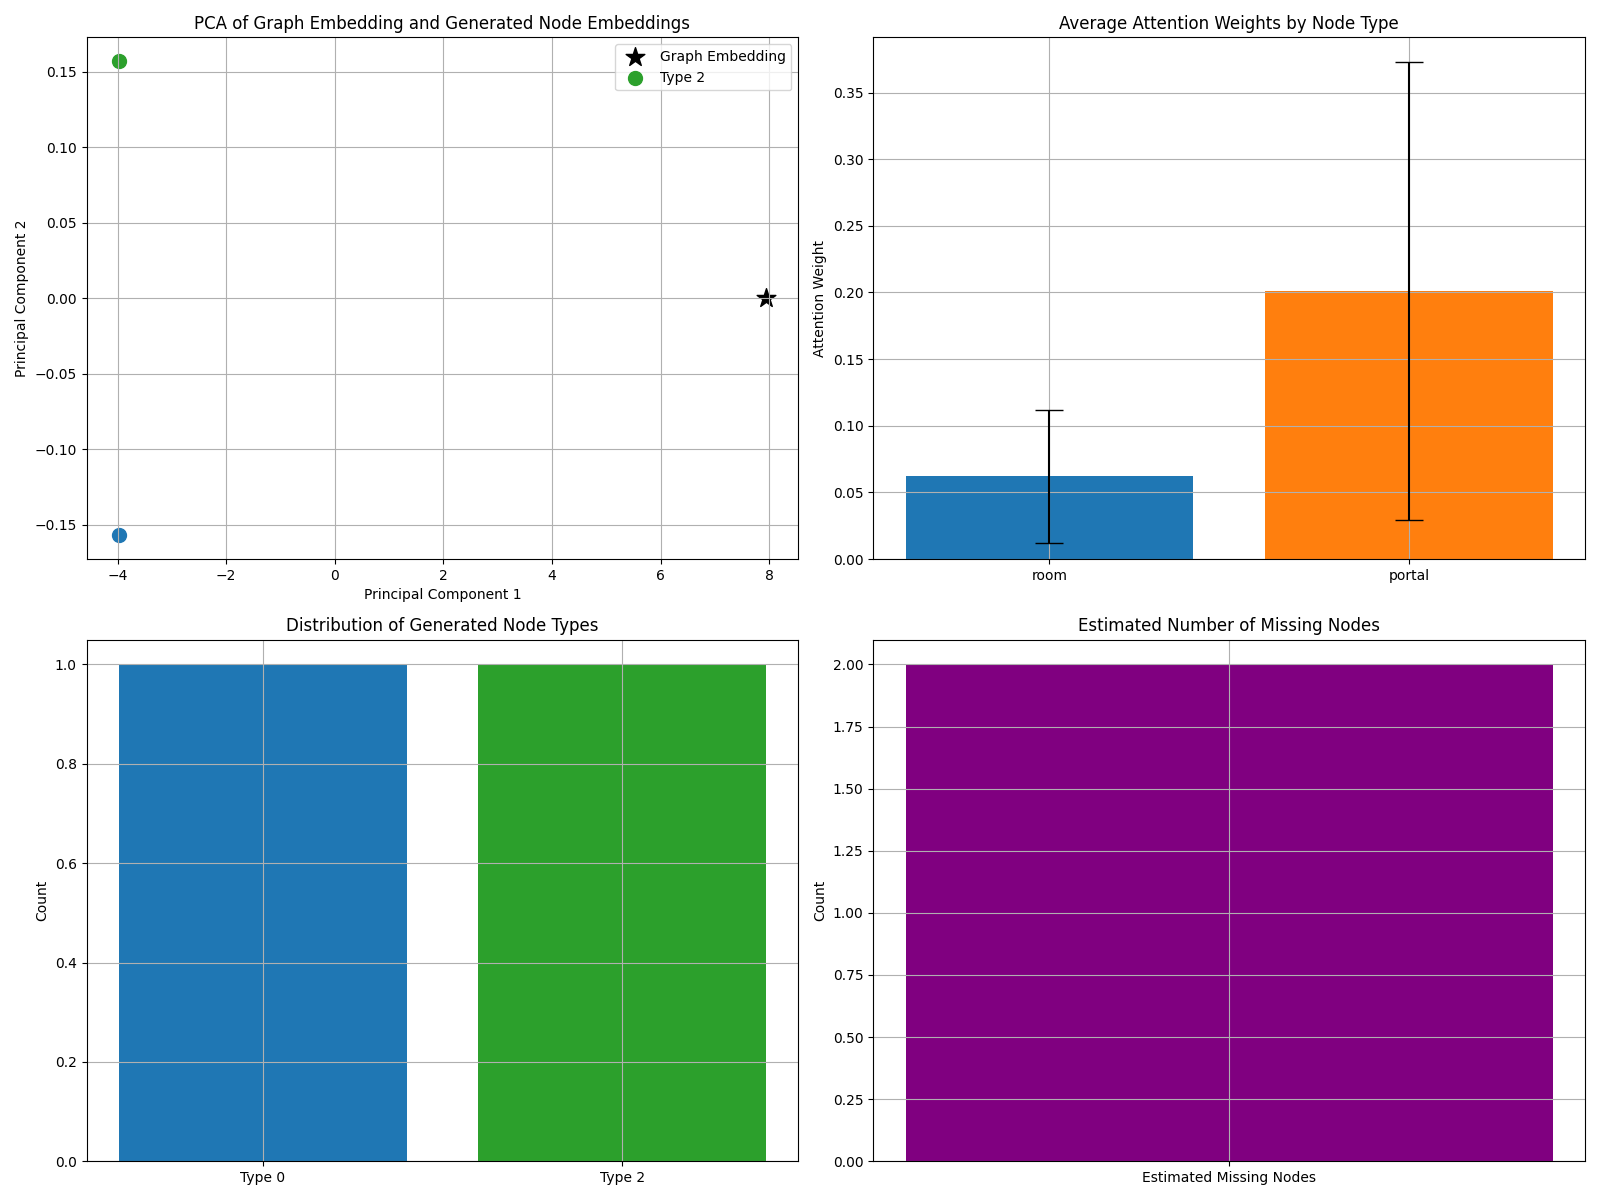 PCA of Graph Embedding and Generated Node Embeddings
Graph Embedding
Type 2
0.15
0.10
0.05
0.00
−0.05
−0.10
−0.15
Principal Component 2
−4
−2
0
2
4
6
8
Principal Component 1
Average Attention Weights by Node Type
0.35
0.30
0.25
0.20
0.15
0.10
0.05
0.00
Attention Weight
room
portal
Distribution of Generated Node Types
1.0
0.8
0.6
0.4
0.2
0.0
Count
Type 0
Type 2
Estimated Number of Missing Nodes
2.00
1.75
1.50
1.25
1.00
0.75
0.50
0.25
0.00
Count
Estimated Missing Nodes